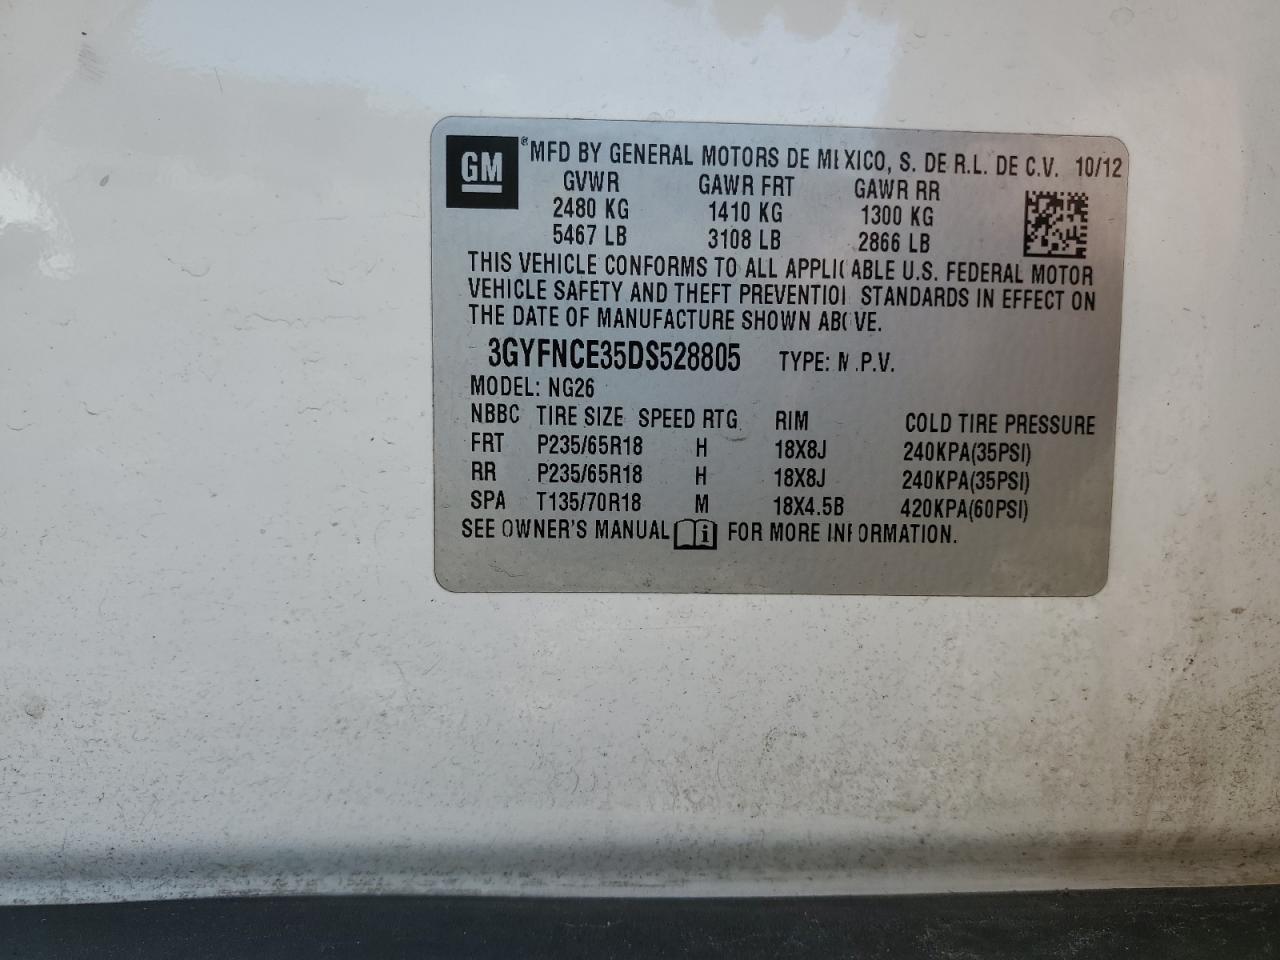 GM ® MFD BY GENERAL MOTORS DE MEXICO, S. DE R.L. DE C.V. 10/12
GVWR GAWR FRT GAWR RR
2480 KG 1410 KG 1300 KG
5467 LB 3108 LB 2866 LB
THIS VEHICLE CONFORMS TO ALL APPLICABLE U.S. FEDERAL MOTOR
VEHICLE SAFETY AND THEFT PREVENTION STANDARDS IN EFFECT ON
THE DATE OF MANUFACTURE SHOWN ABOVE.
3GYFNCE35DS528805 TYPE: M.P.V.
MODEL: NG26
NBBC TIRE SIZE SPEED RTG RIM COLD TIRE PRESSURE
FRT P235/65R18 H 18X8J 240KPA(35PSI)
RR P235/65R18 H 18X8J 240KPA(35PSI)
SPA T135/70R18 M 18X4.5B 420KPA(60PSI)
SEE OWNER'S MANUAL i FOR MORE INFORMATION.